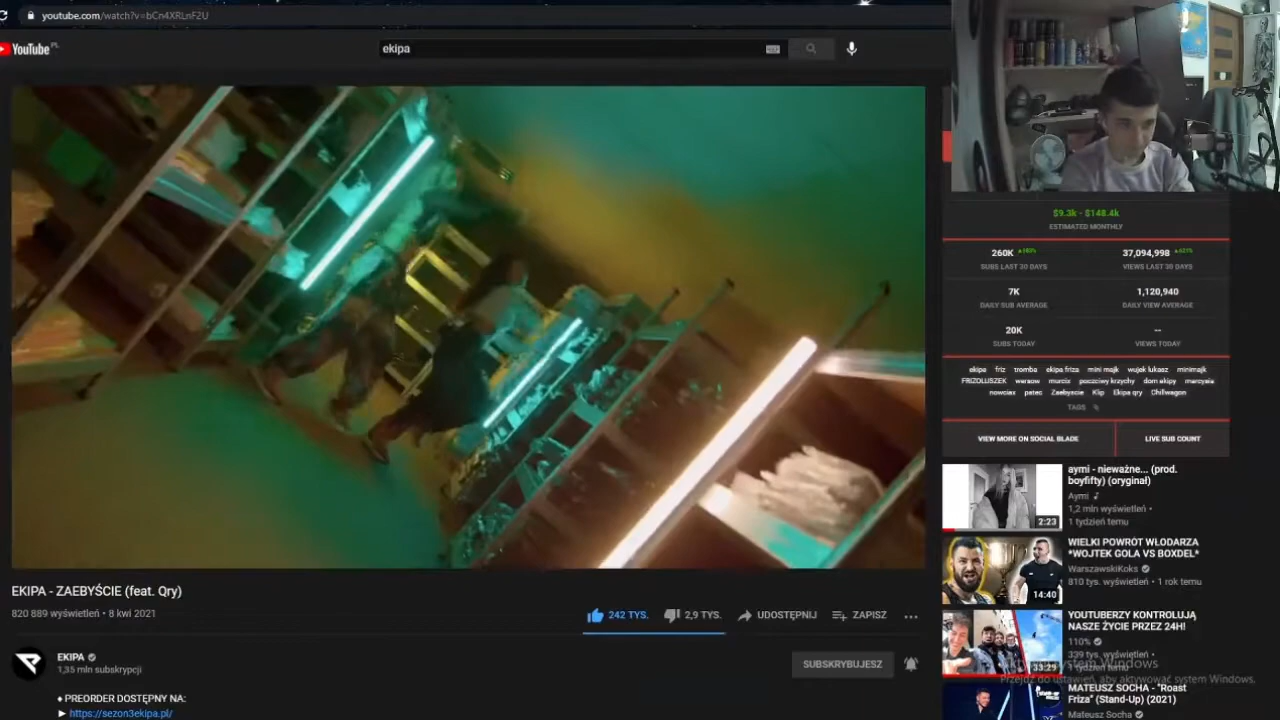 youtube.com/watch?v=bCn4XRLnF2U
YouTube PL
ekipa
$9.3k - $148.4k
ESTIMATED MONTHLY
260K
37,094,998
SUBS LAST 30 DAYS
VIEWS LAST 30 DAYS
7K
1,120,940
DAILY SUB AVERAGE
DAILY VIEW AVERAGE
20K
--
SUBS TODAY
VIEWS TODAY
ekipa friz tromba ekipa friza mini majk wujek lukasz minimajk
FRIZOLUSZEK wersow murcix poczciwy krzychy dom ekipy marcysia
nowciax patec Zaebyscie Klip Ekipa qry Chillwagon
TAGS
VIEW MORE ON SOCIAL BLADE
LIVE SUB COUNT
aymi - nieważne... (prod.
boyfifty) (oryginał)
Aymi
1,2 mln wyświetleń •
1 tydzień temu
2:23
WIELKI POWRÓT WŁODARZA
*WOJTEK GOLA VS BOXDEL*
WarszawskiKoks
810 tys. wyświetleń • 1 rok temu
14:40
YOUTUBERZY KONTROLUJĄ
NASZE ŻYCIE PRZEZ 24H!
110%
339 tys. wyświetleń •
1 tydzień temu
33:29
system Windows
Przejdź do ustawień, aby aktywować system Windows.
MATEUSZ SOCHA - "Roast
Friza" (Stand-Up) (2021)
Mateusz Socha
EKIPA - ZAEBYŚCIE (feat. Qry)
820 889 wyświetleń • 8 kwi 2021
242 TYS.
2,9 TYS.
UDOSTĘPNIJ
ZAPISZ
EKIPA
1,35 mln subskrypcji
SUBSKRYBUJESZ
♦ PREORDER DOSTĘPNY NA:
► https://sezon3ekipa.pl/